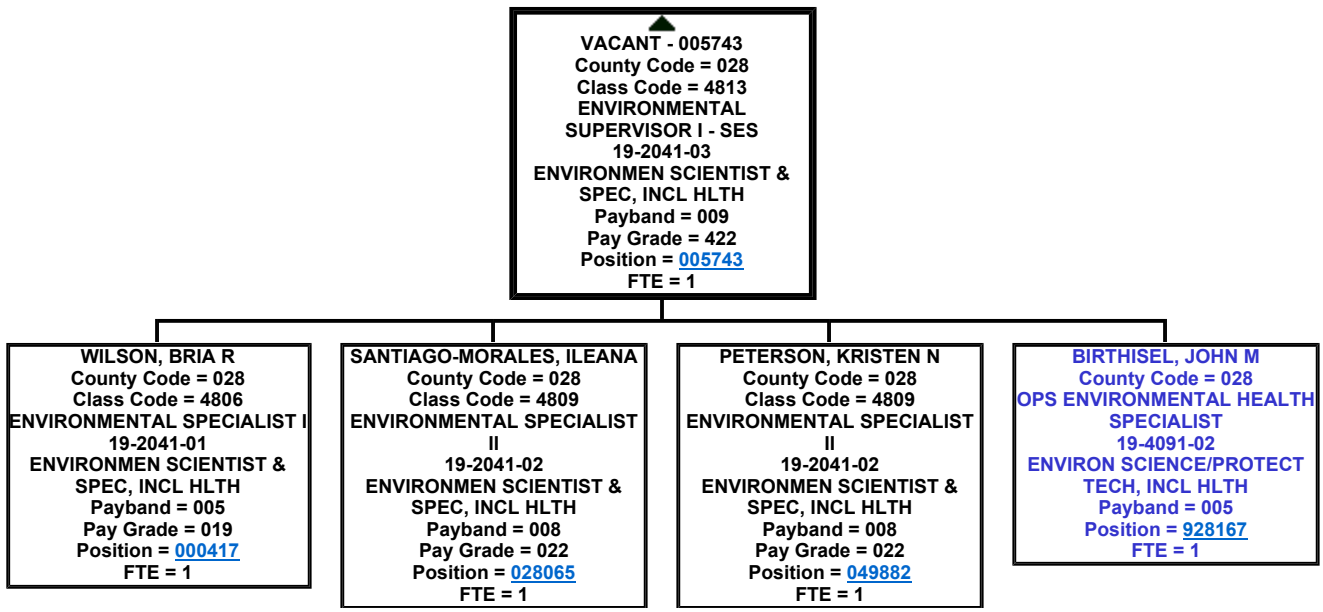 VACANT - 005743
County Code = 028
Class Code = 4813
ENVIRONMENTAL
SUPERVISOR I - SES
19-2041-03
ENVIRONMEN SCIENTIST &
SPEC, INCL HLTH
Payband = 009
Pay Grade = 422
Position = 005743
FTE = 1
WILSON, BRIA R
County Code = 028
Class Code = 4806
ENVIRONMENTAL SPECIALIST I
19-2041-01
ENVIRONMEN SCIENTIST &
SPEC, INCL HLTH
Payband = 005
Pay Grade = 019
Position = 000417
FTE = 1
SANTIAGO-MORALES, ILEANA
County Code = 028
Class Code = 4809
ENVIRONMENTAL SPECIALIST
II
19-2041-02
ENVIRONMEN SCIENTIST &
SPEC, INCL HLTH
Payband = 008
Pay Grade = 022
Position = 028065
FTE = 1
PETERSON, KRISTEN N
County Code = 028
Class Code = 4809
ENVIRONMENTAL SPECIALIST
II
19-2041-02
ENVIRONMEN SCIENTIST &
SPEC, INCL HLTH
Payband = 008
Pay Grade = 022
Position = 049882
FTE = 1
BIRTHISEL, JOHN M
County Code = 028
OPS ENVIRONMENTAL HEALTH
SPECIALIST
19-4091-02
ENVIRON SCIENCE/PROTECT
TECH, INCL HLTH
Payband = 005
Position = 928167
FTE = 1